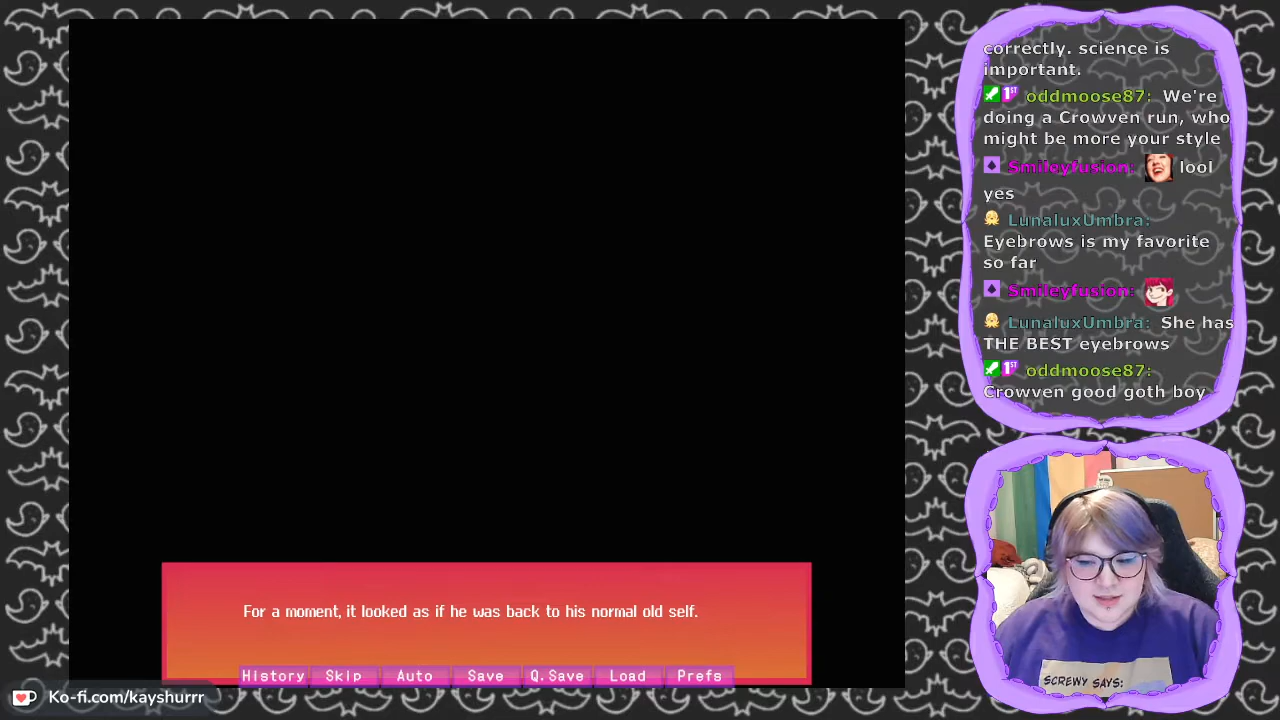 correctly. science is
important.
1ST oddmoose87: We're
doing a Crowven run, who
might be more your style
Smileyfusion: lool
yes
LunaluxUmbra:
Eyebrows is my favorite
so far
Smileyfusion:
LunaluxUmbra: She has
THE BEST eyebrows
1ST oddmoose87:
Crowven good goth boy
For a moment, it looked as if he was back to his normal old self.
History Skip Auto Save Q.Save Load Prefs
SCREWY SAYS:
Ko-fi.com/kayshurrr